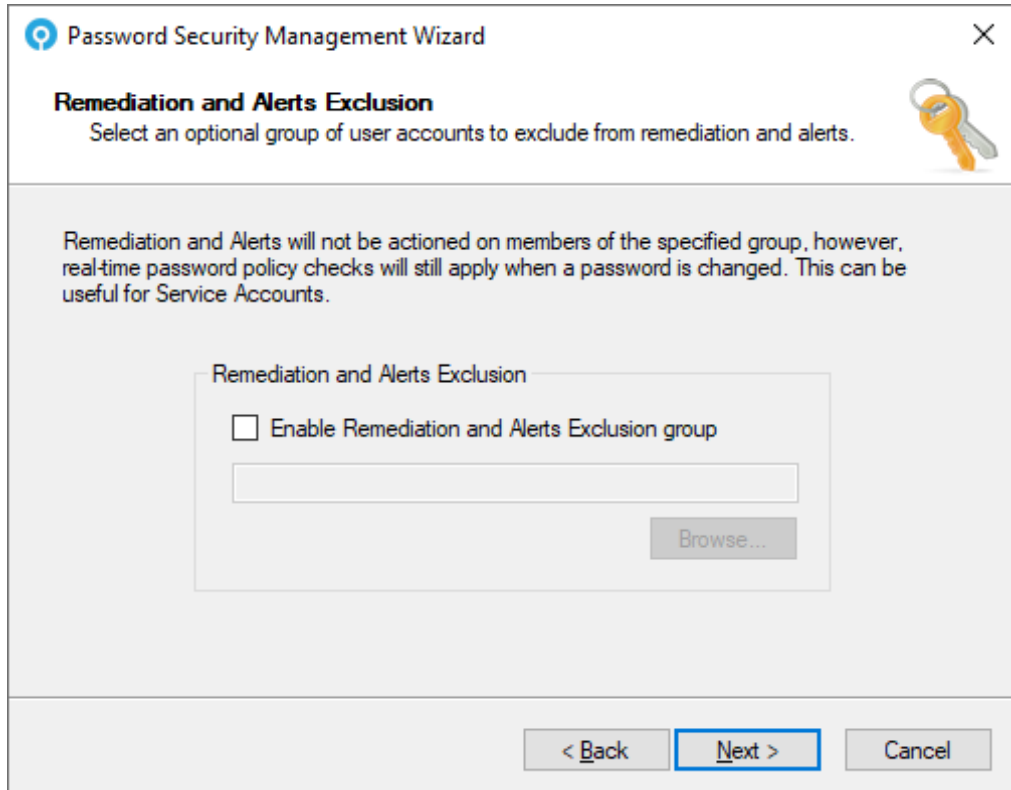 Password Security Management Wizard
Remediation and Alerts Exclusion
Select an optional group of user accounts to exclude from remediation and alerts.
Remediation and Alerts will not be actioned on members of the specified group, however,
real-time password policy checks will still apply when a password is changed. This can be
useful for Service Accounts.
Remediation and Alerts Exclusion
Enable Remediation and Alerts Exclusion group
Browse...
< Back
Next >
Cancel